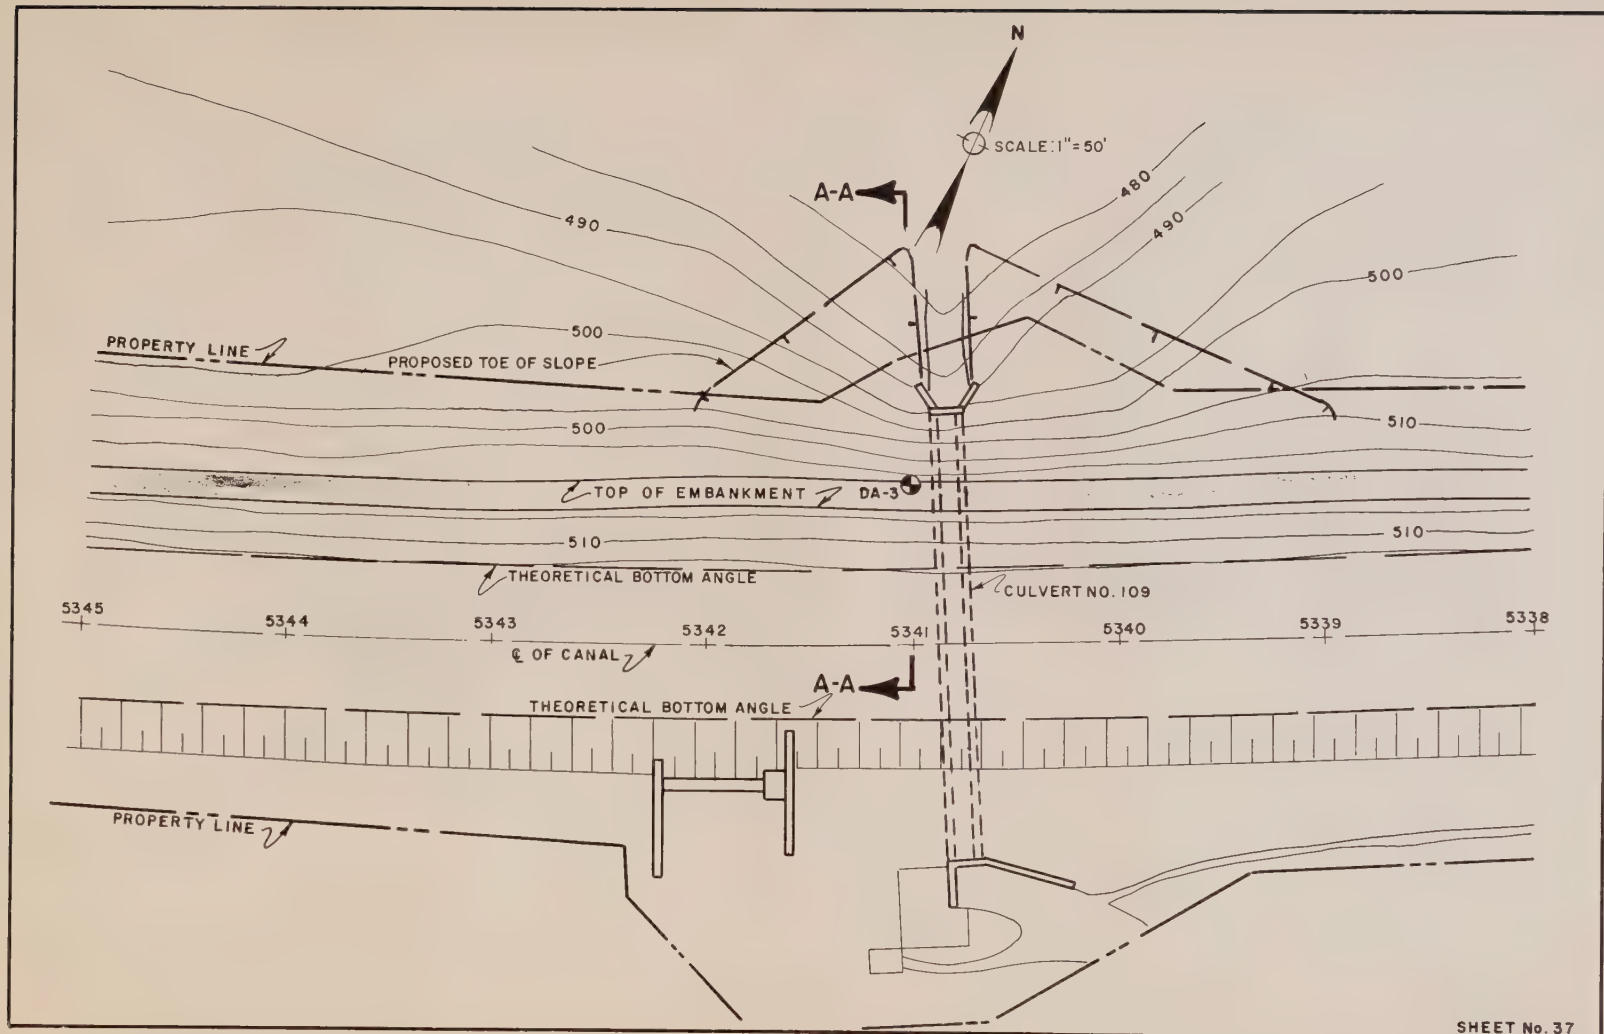 N
SCALE: 1" = 50'
A-A
480
490
490
500
500
PROPERTY LINE
PROPOSED TOE OF SLOPE
500
510
TOP OF EMBANKMENT
DA-3
510
510
THEORETICAL BOTTOM ANGLE
CULVERT NO. 109
5345
5344
5343
5342
5341
5340
5339
5338
℄ OF CANAL
A-A
THEORETICAL BOTTOM ANGLE
PROPERTY LINE
SHEET No. 37